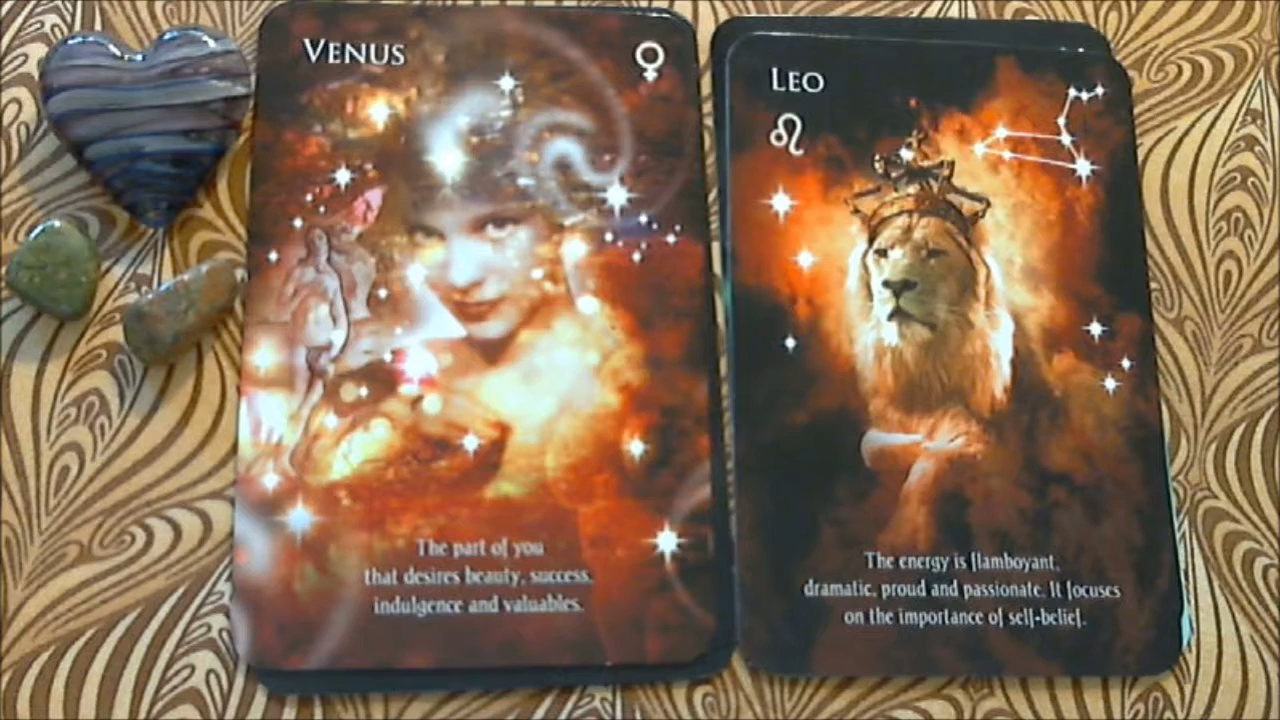 VENUS
♀
The part of you
that desires beauty, success,
indulgence and valuables.
LEO
♌
The energy is flamboyant,
dramatic, proud and passionate. It focuses
on the importance of self-belief.